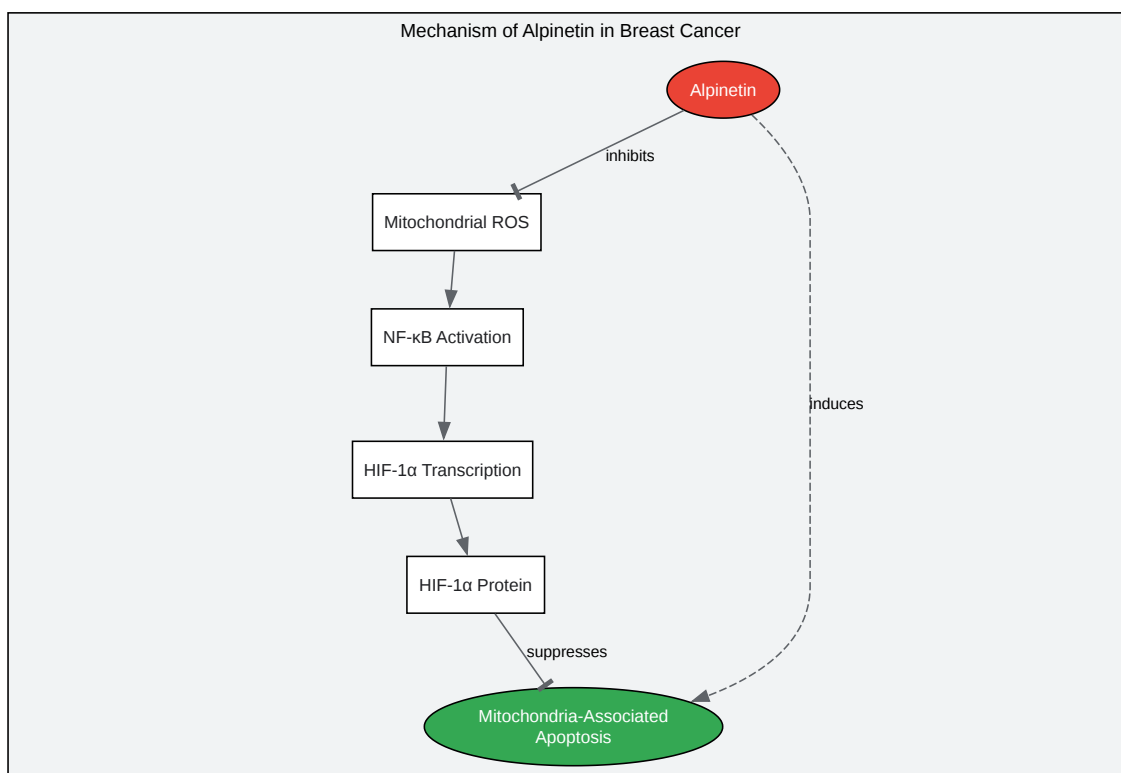 Mechanism of Alpinetin in Breast Cancer
Alpinetin
inhibits
Mitochondrial ROS
NF-κB Activation
induces
HIF-1α Transcription
HIF-1α Protein
suppresses
Mitochondria-Associated
Apoptosis